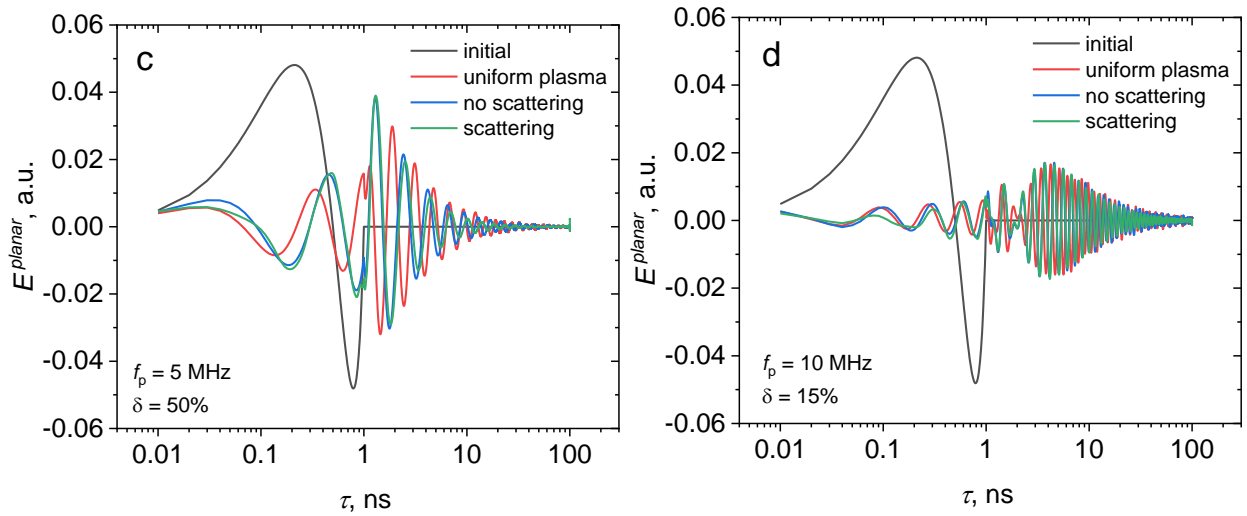 c
initial
uniform plasma
no scattering
scattering
0.06
0.04
0.02
0.00
-0.02
-0.04
-0.06
E^planar, a.u.
f_p = 5 MHz
δ = 50%
0.01 0.1 1 10 100
τ, ns
d
initial
uniform plasma
no scattering
scattering
0.06
0.04
0.02
0.00
-0.02
-0.04
-0.06
E^planar, a.u.
f_p = 10 MHz
δ = 15%
0.01 0.1 1 10 100
τ, ns